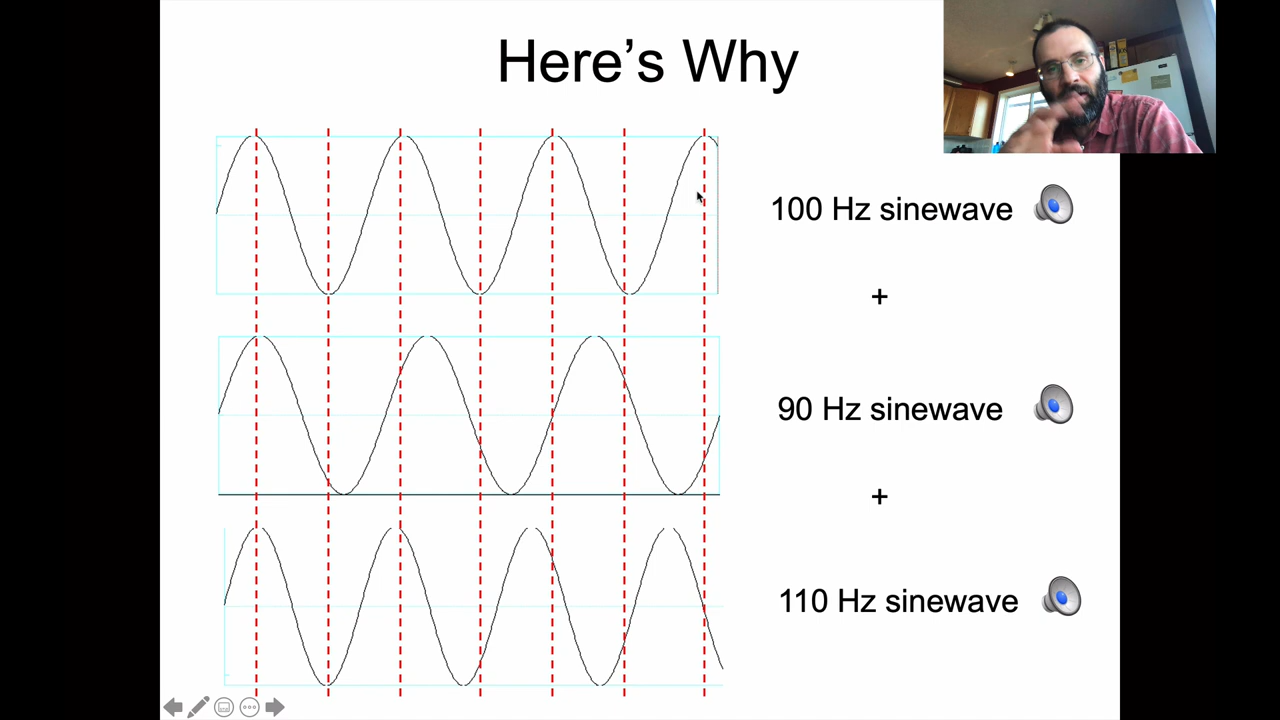 Here’s Why
100 Hz sinewave
+
90 Hz sinewave
+
110 Hz sinewave